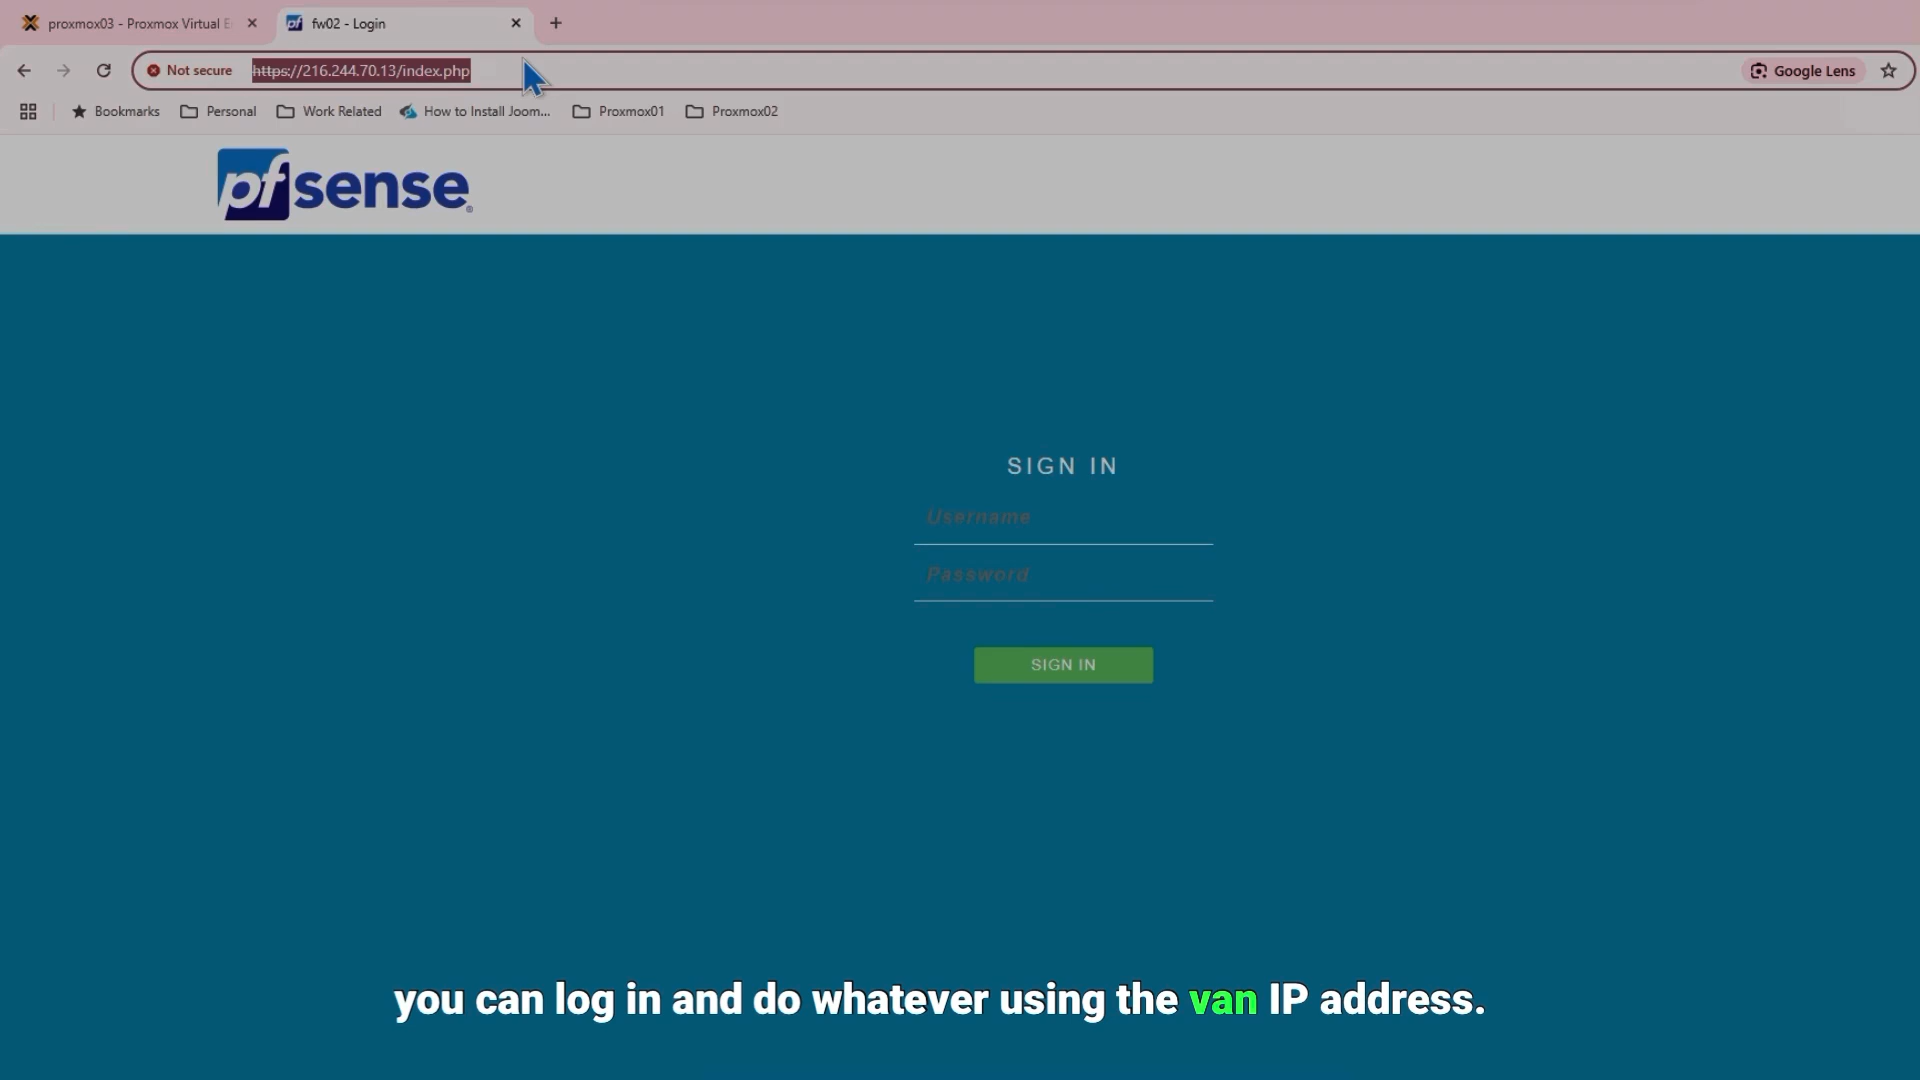 proxmox03 - Proxmox Virtual E
fw02 - Login
Not secure
https://216.244.70.13/index.php
Google Lens
Bookmarks
Personal
Work Related
How to Install Joom...
Proxmox01
Proxmox02
pfsense
SIGN IN
Username
Password
SIGN IN
you can log in and do whatever using the van IP address.